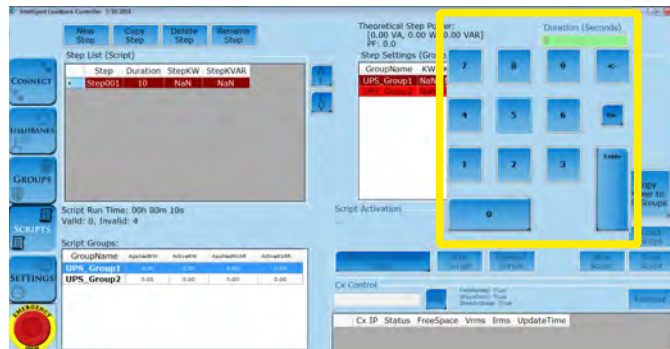 Intelligent Loadbank Controller 7/30/2018
New Step
Copy Step
Delete Step
Rename Step
Step List (Script)
Step Duration StepKW StepKVAR
Step001 10 NaN NaN
Theoretical Step Power:
[0.00 VA, 0.00 W 0.00 VAR]
PF: 0.0
Step Settings (Group
GroupName KW
UPS_Group1 NaN
UPS_Group2 NaN
Duration (Seconds)
7 8 9 <-
4 5 6
1 2 3 Enter
0
CONNECT
LOADBANKS
GROUPS
SCRIPTS
SETTINGS
EMERGENCY
Script Run Time: 00h 00m 10s
Valid: 0, Invalid: 4
Script Activation
Script Groups:
GroupName AppliedKW ActiveKW AppliedKVAR ActiveKVAR
UPS_Group1 0.00 0.00 0.00 0.00
UPS_Group2 0.00 0.00 0.00 0.00
Cx Control
Cx IP Status FreeSpace Vrms Irms UpdateTime